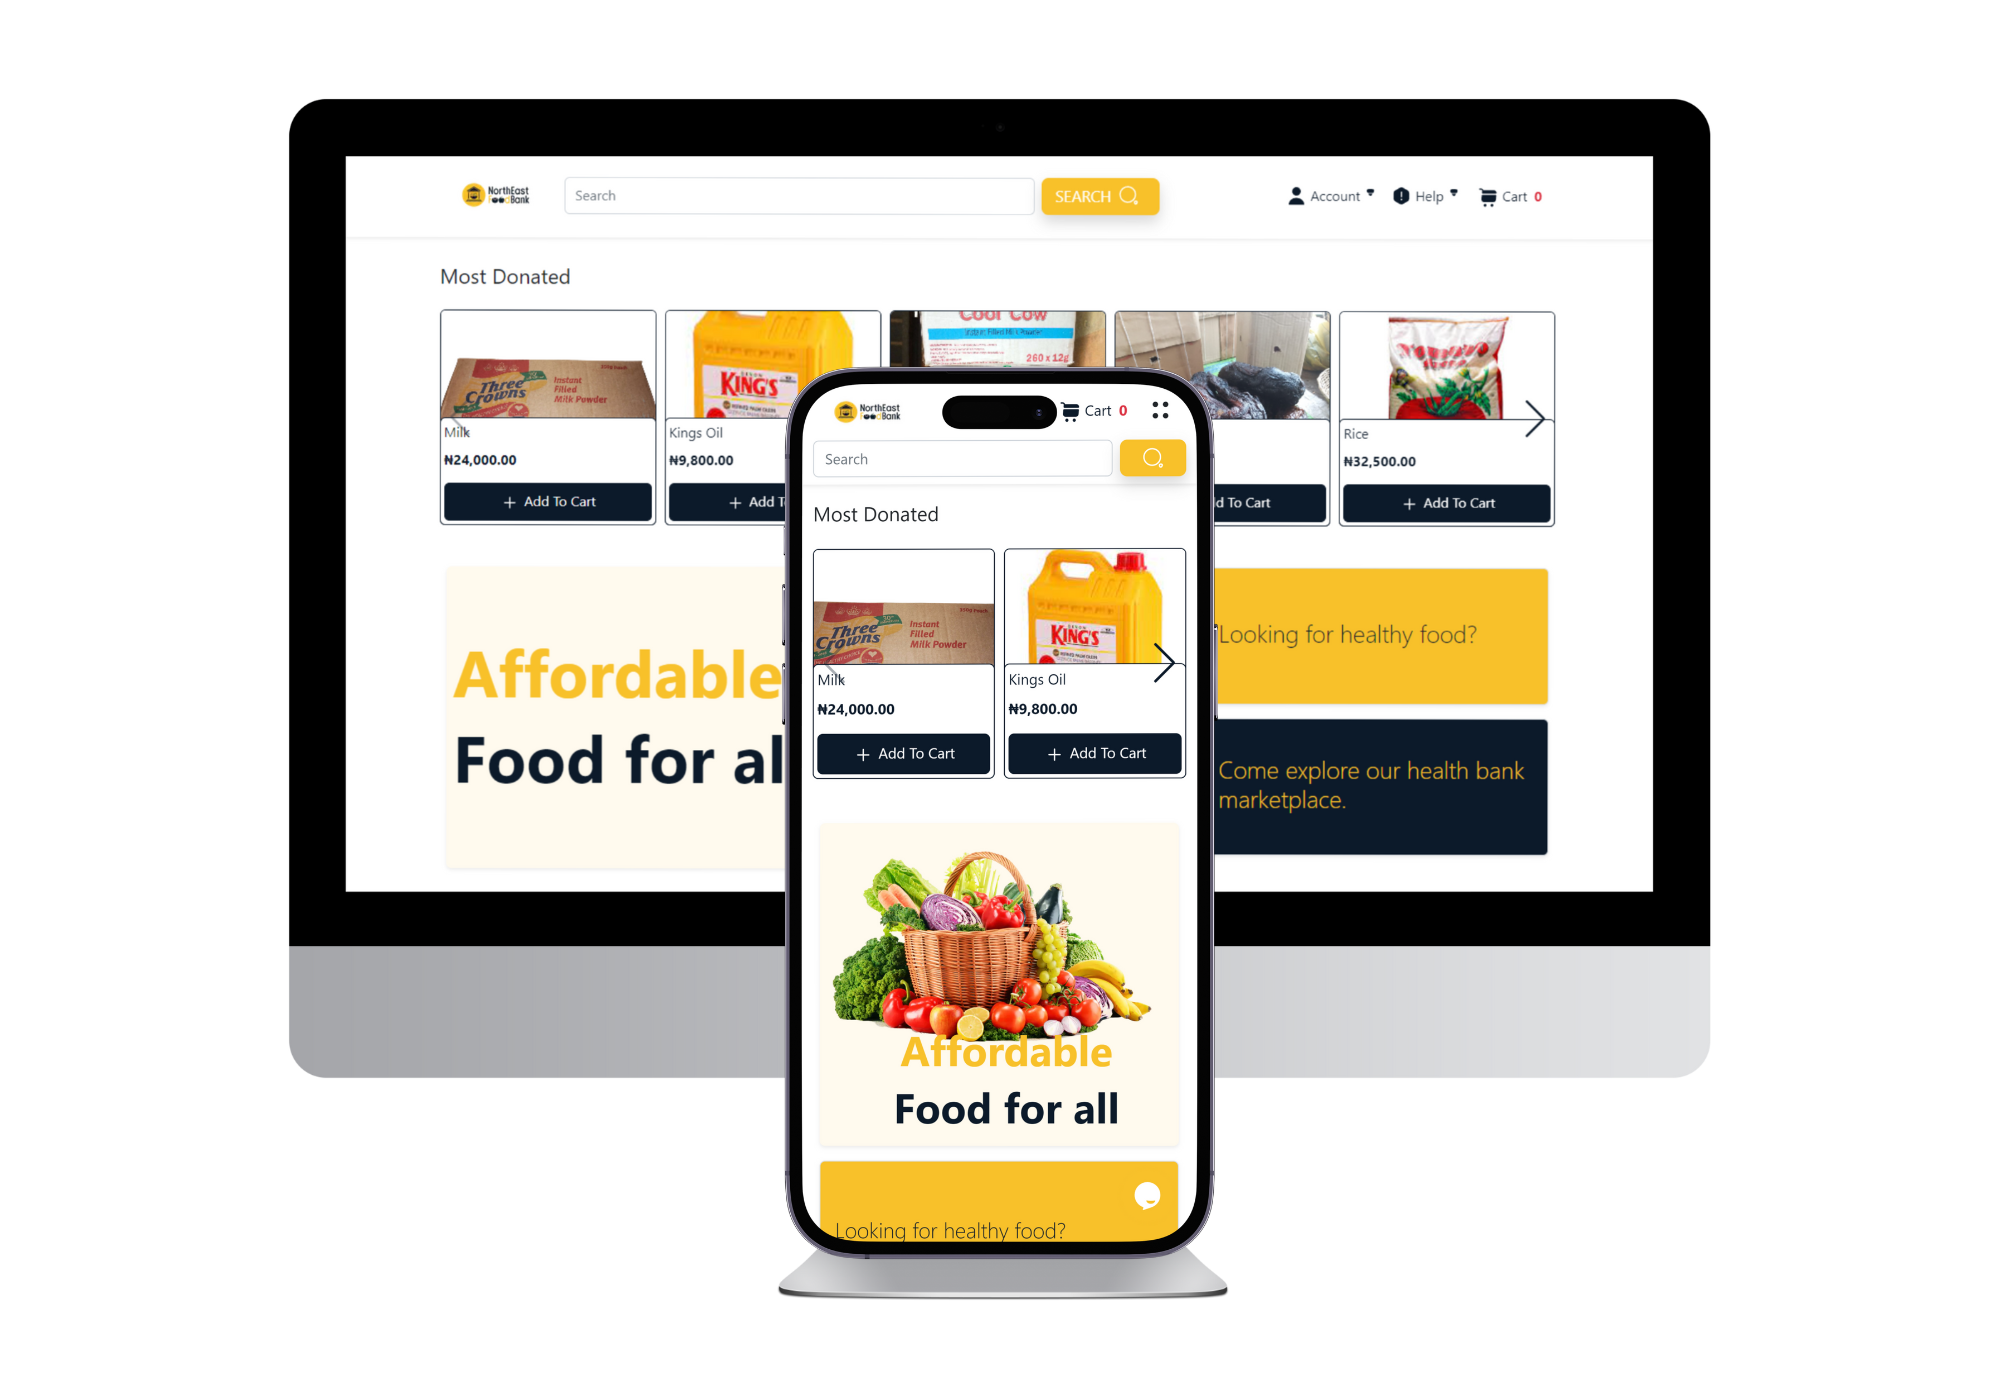 NorthEast
FoodBank
Search
SEARCH
Account
Help
Cart 0
Most Donated
Three
Crowns
Instant
Filled
Milk Powder
Milk
₦24,000.00
+ Add To Cart
KING'S
Kings Oil
₦9,800.00
+ Add T
Cool Cow
260 x 12g
d To Cart
Rice
₦32,500.00
+ Add To Cart
Affordable
Food for al
Looking for healthy food?
Come explore our health bank
marketplace.
NorthEast
FoodBank
Cart 0
Search
Most Donated
Three
Crowns
Instant
Filled
Milk Powder
Milk
₦24,000.00
+ Add To Cart
KING'S
Kings Oil
₦9,800.00
+ Add To Cart
Affordable
Food for all
Looking for healthy food?